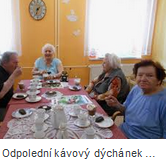 Odpolední kávový dýchánek ...